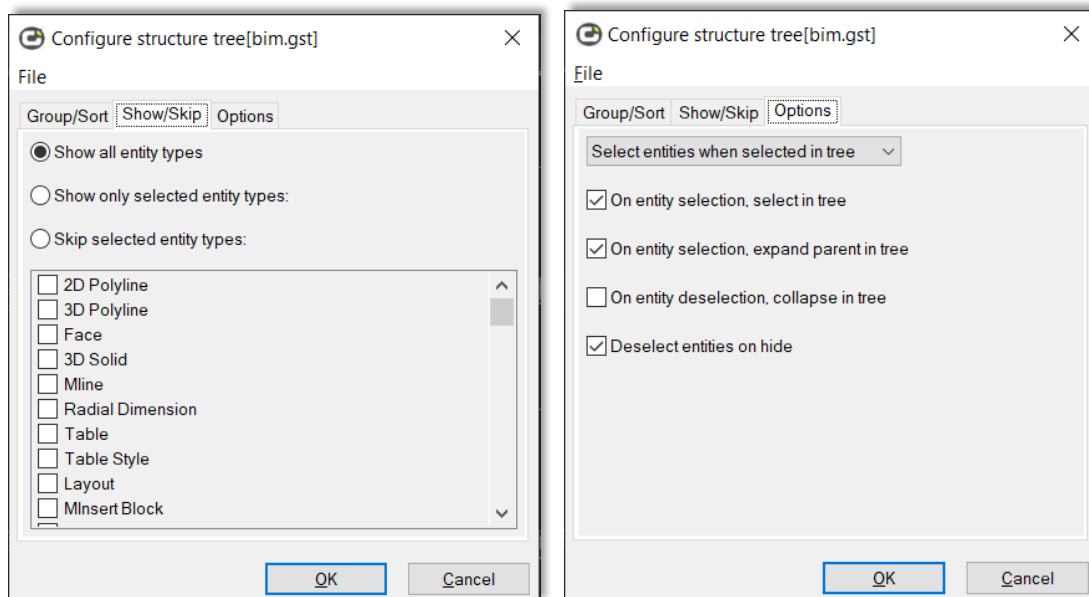 Configure structure tree[bim.gst]
File
Group/Sort Show/Skip Options
Show all entity types
Show only selected entity types:
Skip selected entity types:
2D Polyline
3D Polyline
Face
3D Solid
Mline
Radial Dimension
Table
Table Style
Layout
MInsert Block
OK Cancel
Configure structure tree[bim.gst]
File
Group/Sort Show/Skip Options
Select entities when selected in tree
On entity selection, select in tree
On entity selection, expand parent in tree
On entity deselection, collapse in tree
Deselect entities on hide
OK Cancel